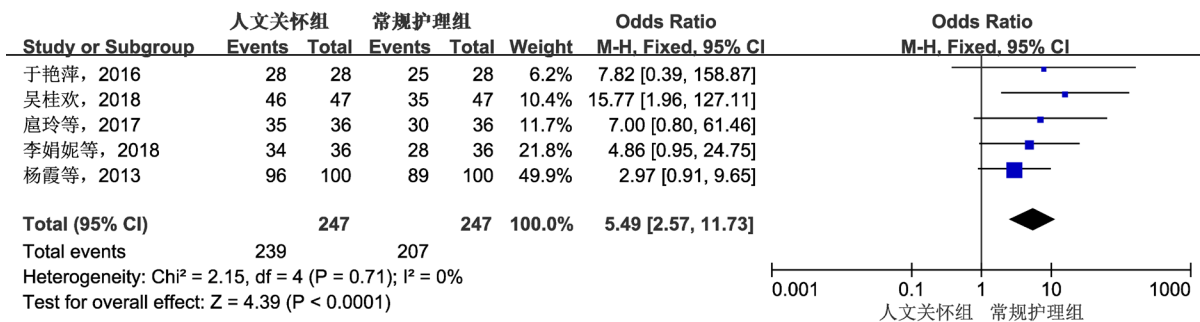 人文关怀组 常规护理组 Odds Ratio Odds Ratio
Study or Subgroup Events Total Events Total Weight M-H, Fixed, 95% CI M-H, Fixed, 95% CI
于艳萍，2016 28 28 25 28 6.2% 7.82 [0.39, 158.87]
吴桂欢，2018 46 47 35 47 10.4% 15.77 [1.96, 127.11]
扈玲等，2017 35 36 30 36 11.7% 7.00 [0.80, 61.46]
李娟妮等，2018 34 36 28 36 21.8% 4.86 [0.95, 24.75]
杨霞等，2013 96 100 89 100 49.9% 2.97 [0.91, 9.65]
Total (95% CI) 247 247 100.0% 5.49 [2.57, 11.73]
Total events 239 207
Heterogeneity: Chi² = 2.15, df = 4 (P = 0.71); I² = 0%
Test for overall effect: Z = 4.39 (P < 0.0001)
0.001 0.1 1 10 1000
人文关怀组 常规护理组